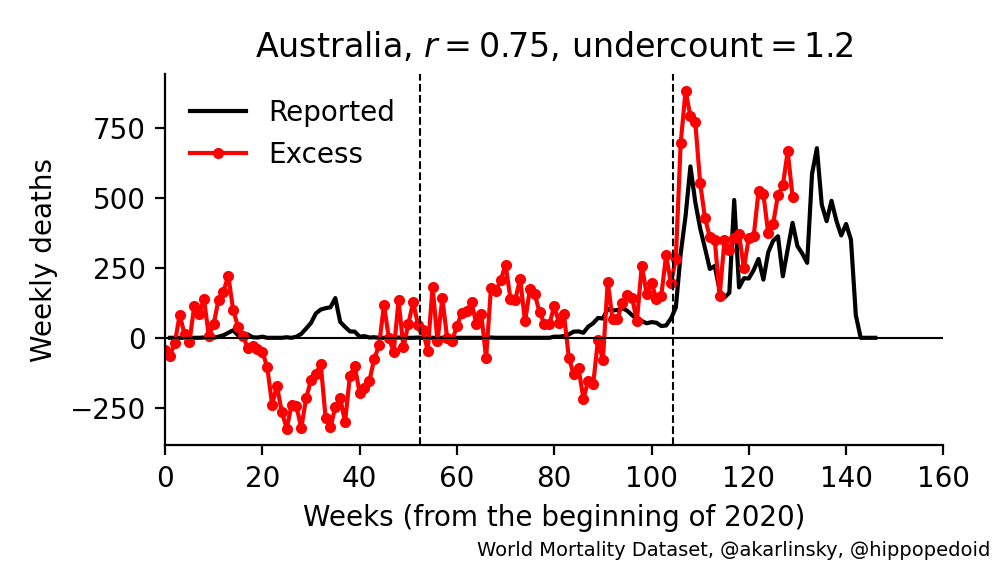 Australia, r = 0.75, undercount = 1.2
Reported
Excess
Weekly deaths
750
500
250
0
−250
0 20 40 60 80 100 120 140 160
Weeks (from the beginning of 2020)
World Mortality Dataset, @akarlinsky, @hippopedoid